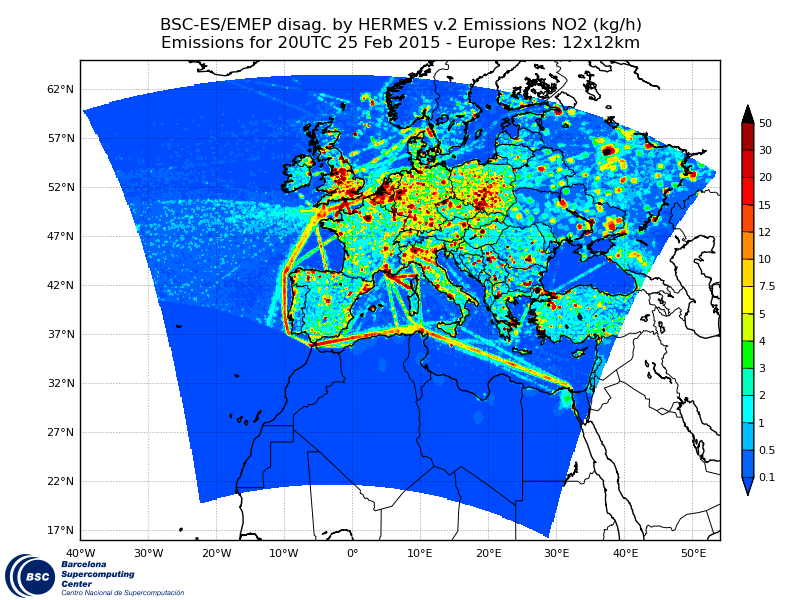 BSC-ES/EMEP disag. by HERMES v.2 Emissions NO2 (kg/h)
Emissions for 20UTC 25 Feb 2015 - Europe Res: 12x12km
62°N
57°N
52°N
47°N
42°N
37°N
32°N
27°N
22°N
17°N
40°W 30°W 20°W 10°W 0° 10°E 20°E 30°E 40°E 50°E
50
30
20
15
12
10
7.5
5
4
3
2
1
0.5
0.1
BSC
Barcelona
Supercomputing
Center
Centro Nacional de Supercomputación